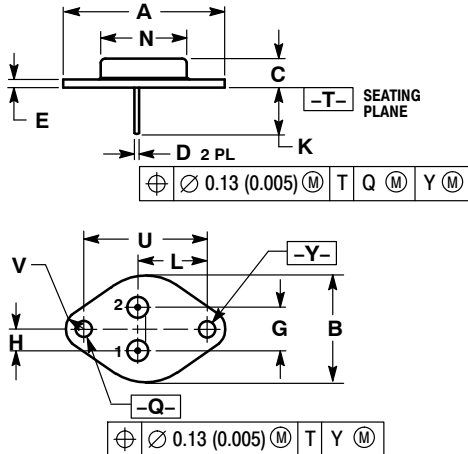 A
N
C
E
–T– SEATING PLANE
K
D 2 PL
⌖ ∅ 0.13 (0.005) Ⓜ T Q Ⓜ Y Ⓜ
U
V
L
–Y–
2
H
G
B
1
–Q–
⌖ ∅ 0.13 (0.005) Ⓜ T Y Ⓜ